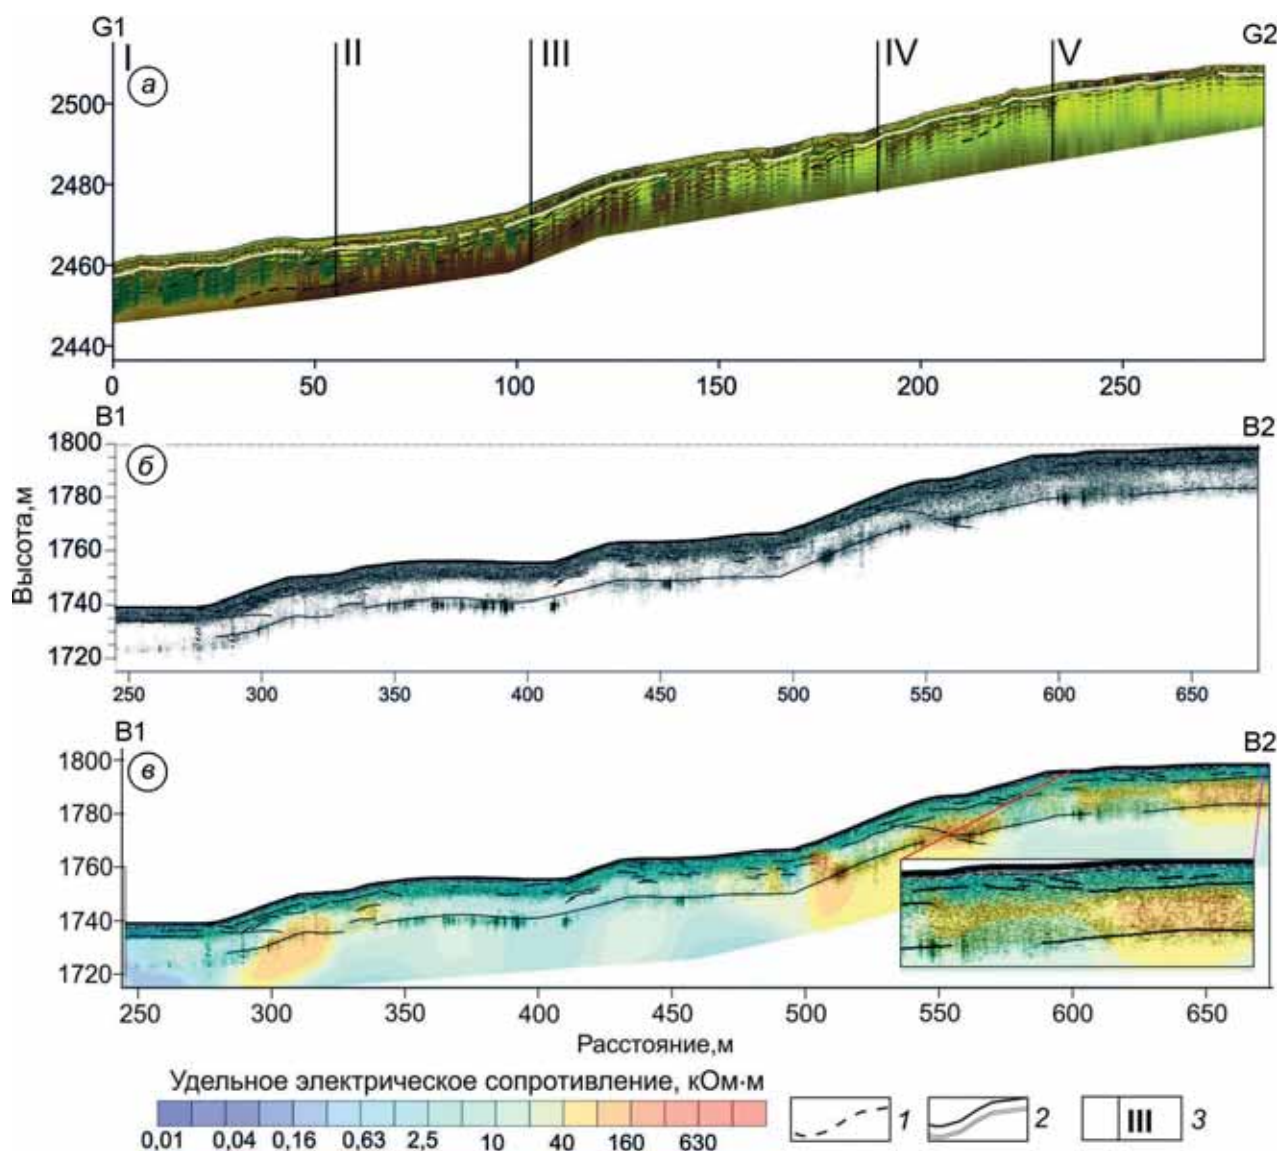 G1 G2
I II III IV V
а
2500
2480
2460
2440
0 50 100 150 200 250
B1 B2
1800
б
1780
1760
1740
1720
Высота,м
250 300 350 400 450 500 550 600 650
B1 B2
1800
в
1780
1760
1740
1720
250 300 350 400 450 500 550 600 650
Расстояние,м
Удельное электрическое сопротивление, кОм·м
0,01 0,04 0,16 0,63 2,5 10 40 160 630
1 2 III 3